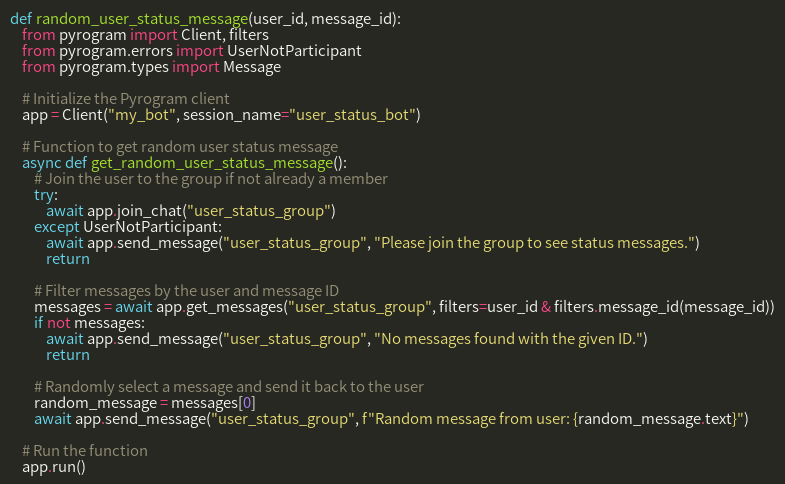 def random_user_status_message(user_id, message_id):
from pyrogram import Client, filters
from pyrogram.errors import UserNotParticipant
from pyrogram.types import Message
# Initialize the Pyrogram client
app = Client("my_bot", session_name="user_status_bot")
# Function to get random user status message
async def get_random_user_status_message():
# Join the user to the group if not already a member
try:
await app.join_chat("user_status_group")
except UserNotParticipant:
await app.send_message("user_status_group", "Please join the group to see status messages.")
return
# Filter messages by the user and message ID
messages = await app.get_messages("user_status_group", filters=user_id & filters.message_id(message_id))
if not messages:
await app.send_message("user_status_group", "No messages found with the given ID.")
return
# Randomly select a message and send it back to the user
random_message = messages[0]
await app.send_message("user_status_group", f"Random message from user: {random_message.text}")
# Run the function
app.run()